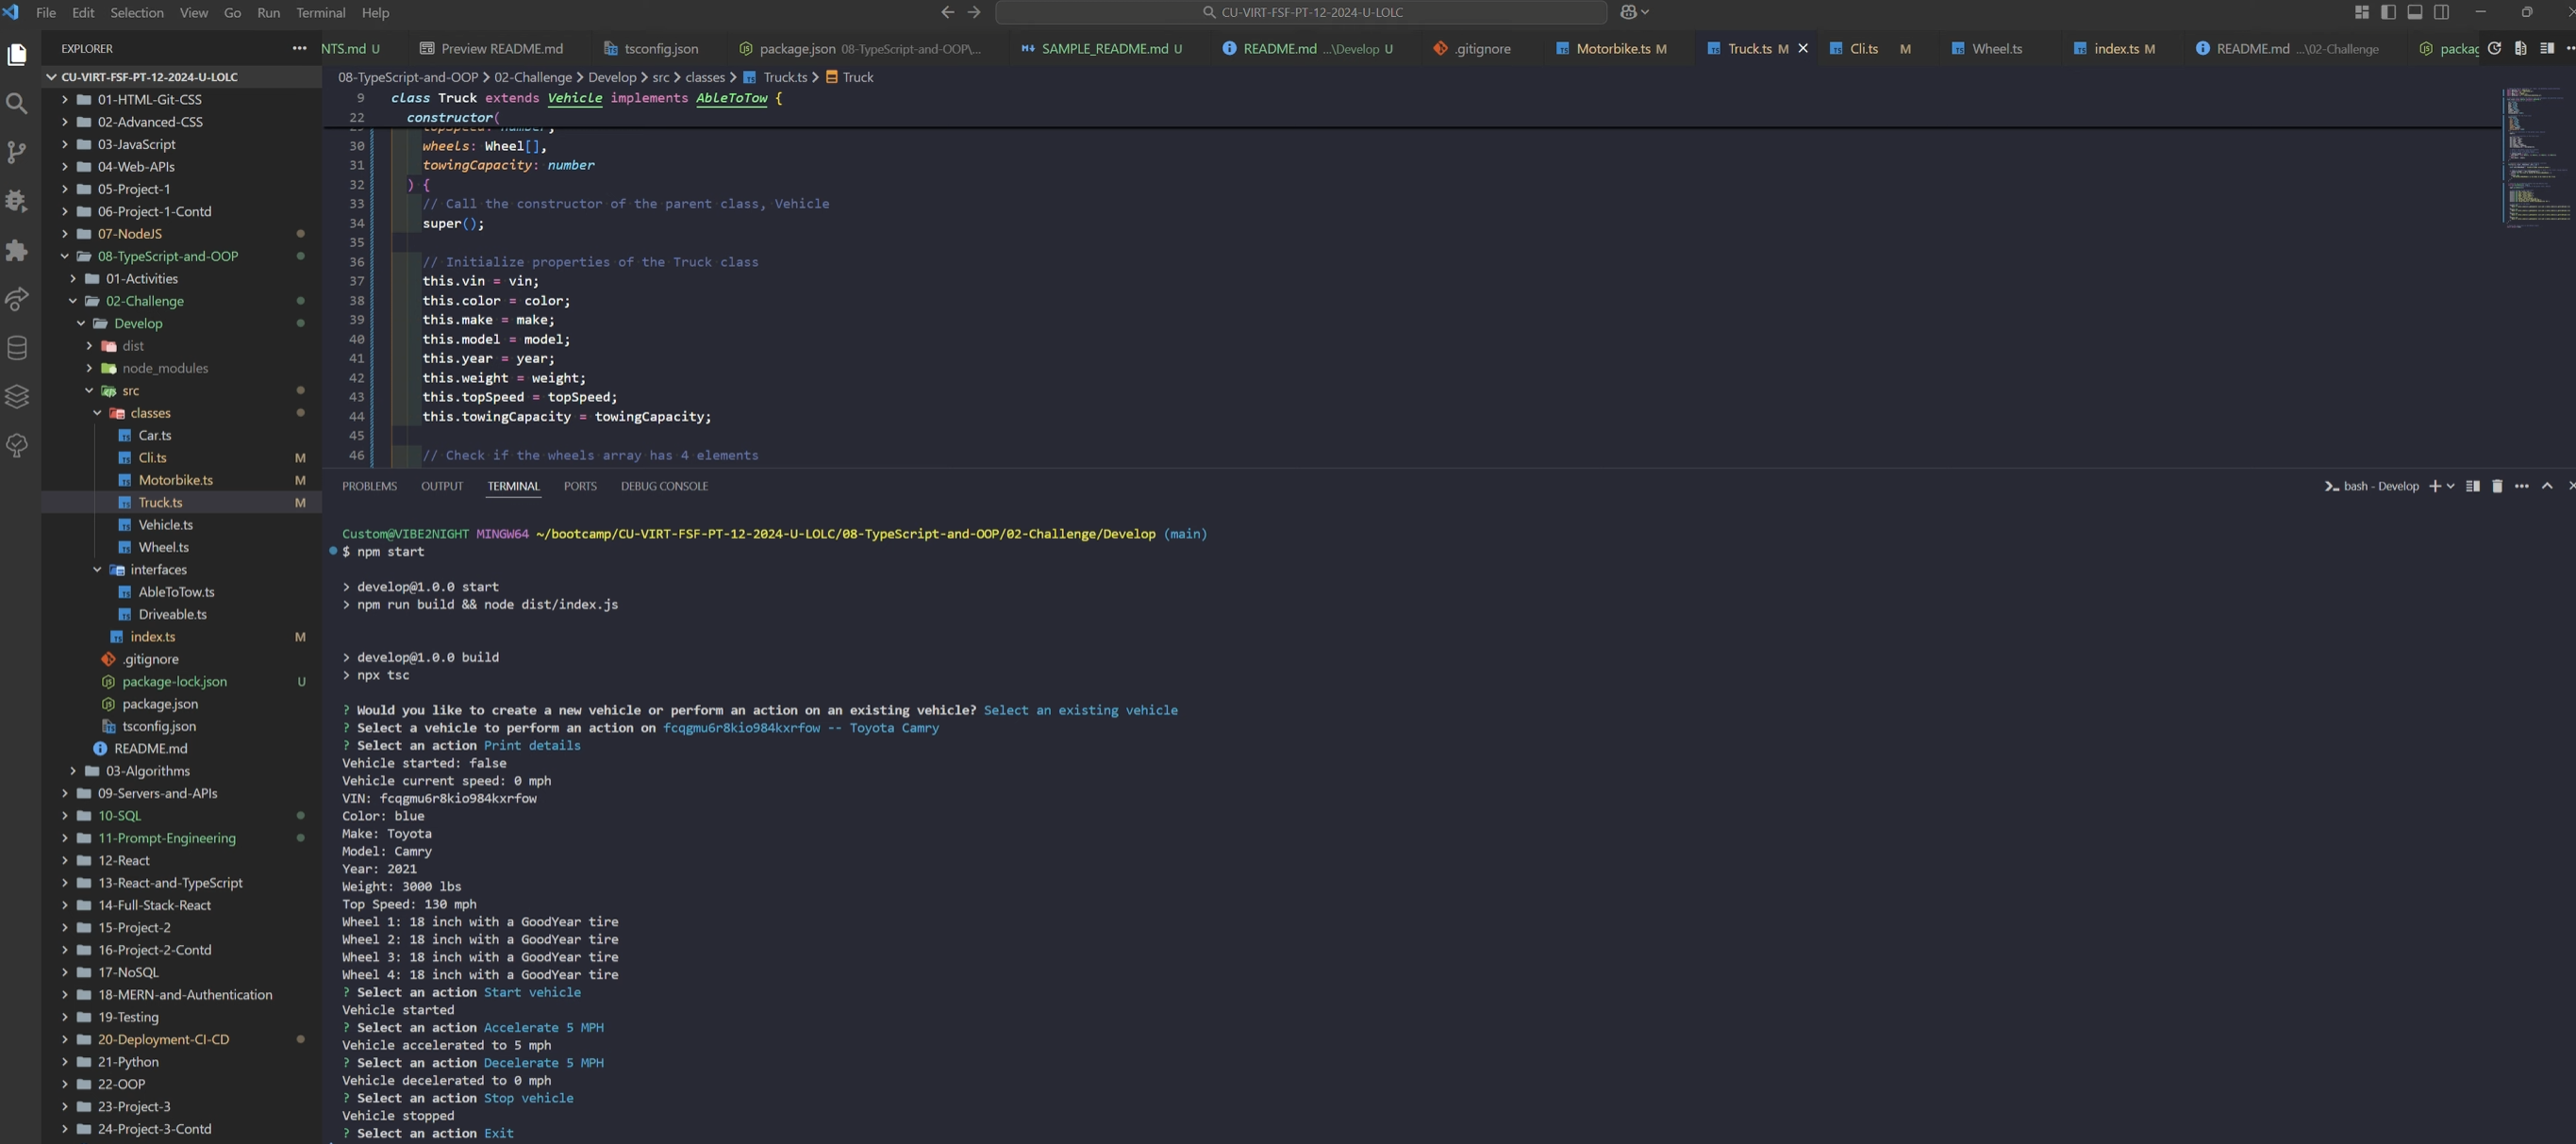 File Edit Selection View Go Run Terminal Help
CU-VIRT-FSF-PT-12-2024-U-LOLC
EXPLORER
NTS.md U Preview README.md tsconfig.json package.json 08-TypeScript-and-OOP\... SAMPLE_README.md U README.md ...\Develop U .gitignore Motorbike.ts M Truck.ts M Cli.ts M Wheel.ts index.ts M README.md ...\02-Challenge
CU-VIRT-FSF-PT-12-2024-U-LOLC
01-HTML-Git-CSS
02-Advanced-CSS
03-JavaScript
04-Web-APIs
05-Project-1
06-Project-1-Contd
07-NodeJS
08-TypeScript-and-OOP
01-Activities
02-Challenge
Develop
dist
node_modules
src
classes
Car.ts
Cli.ts M
Motorbike.ts M
Truck.ts M
Vehicle.ts
Wheel.ts
interfaces
AbleToTow.ts
Driveable.ts
index.ts M
.gitignore
package-lock.json U
package.json
tsconfig.json
README.md
03-Algorithms
09-Servers-and-APIs
10-SQL
11-Prompt-Engineering
12-React
13-React-and-TypeScript
14-Full-Stack-React
15-Project-2
16-Project-2-Contd
17-NoSQL
18-MERN-and-Authentication
19-Testing
20-Deployment-CI-CD
21-Python
22-OOP
23-Project-3
24-Project-3-Contd
08-TypeScript-and-OOP > 02-Challenge > Develop > src > classes > Truck.ts > Truck
9 class Truck extends Vehicle implements AbleToTow {
22 constructor(
30 wheels: Wheel[],
31 towingCapacity: number
32 ) {
33 // Call the constructor of the parent class, Vehicle
34 super();
35
36 // Initialize properties of the Truck class
37 this.vin = vin;
38 this.color = color;
39 this.make = make;
40 this.model = model;
41 this.year = year;
42 this.weight = weight;
43 this.topSpeed = topSpeed;
44 this.towingCapacity = towingCapacity;
45
46 // Check if the wheels array has 4 elements
PROBLEMS OUTPUT TERMINAL PORTS DEBUG CONSOLE
bash - Develop
Custom@VIBE2NIGHT MINGW64 ~/bootcamp/CU-VIRT-FSF-PT-12-2024-U-LOLC/08-TypeScript-and-OOP/02-Challenge/Develop (main)
$ npm start
> develop@1.0.0 start
> npm run build && node dist/index.js
> develop@1.0.0 build
> npx tsc
? Would you like to create a new vehicle or perform an action on an existing vehicle? Select an existing vehicle
? Select a vehicle to perform an action on fcqgmu6r8kio984kxrfow -- Toyota Camry
? Select an action Print details
Vehicle started: false
Vehicle current speed: 0 mph
VIN: fcqgmu6r8kio984kxrfow
Color: blue
Make: Toyota
Model: Camry
Year: 2021
Weight: 3000 lbs
Top Speed: 130 mph
Wheel 1: 18 inch with a GoodYear tire
Wheel 2: 18 inch with a GoodYear tire
Wheel 3: 18 inch with a GoodYear tire
Wheel 4: 18 inch with a GoodYear tire
? Select an action Start vehicle
Vehicle started
? Select an action Accelerate 5 MPH
Vehicle accelerated to 5 mph
? Select an action Decelerate 5 MPH
Vehicle decelerated to 0 mph
? Select an action Stop vehicle
Vehicle stopped
? Select an action Exit